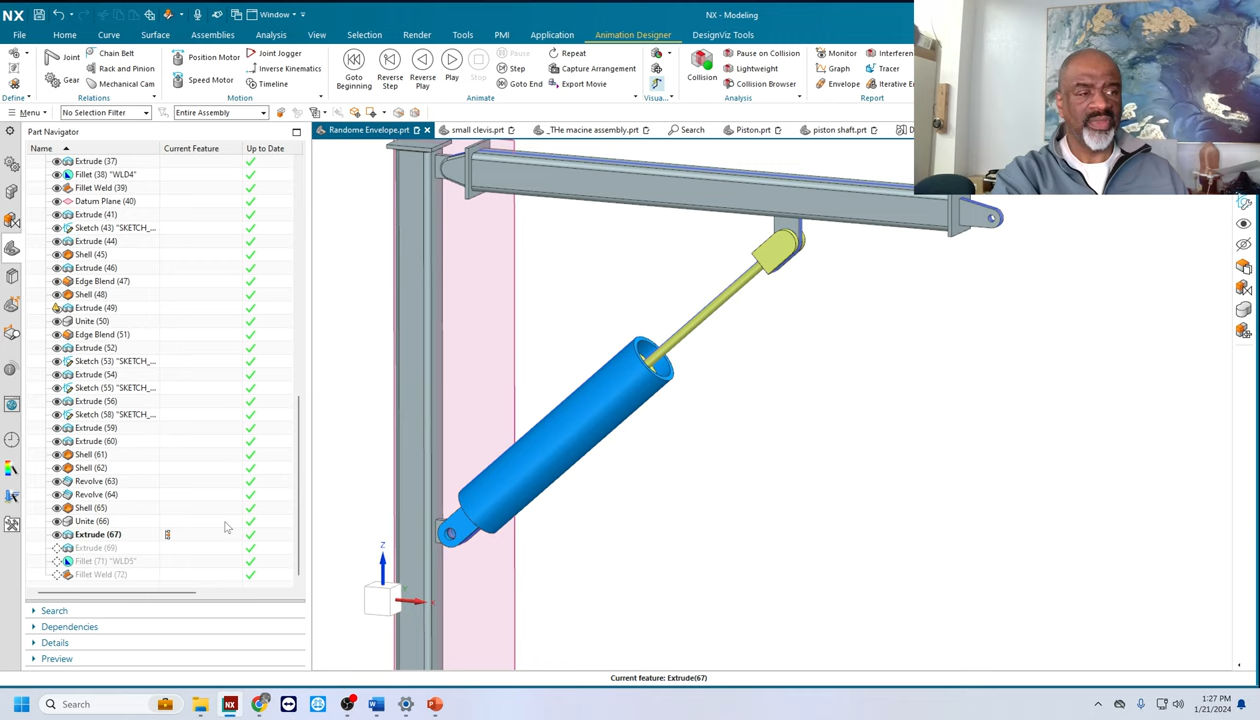 NX
Window
NX - Modeling
File Home Curve Surface Assemblies Analysis View Selection Render Tools PMI Application Animation Designer DesignViz Tools
Joint Chain Belt Position Motor Joint Jogger Pause Repeat Pause on Collision Monitor
Gear Rack and Pinion Speed Motor Inverse Kinematics Goto Beginning Reverse Step Reverse Play Play Stop Step Capture Arrangement Collision Lightweight Graph Tracer
Mechanical Cam Timeline Goto End Export Movie Collision Browser Envelope
Define Relations Motion Animate Visua... Analysis Report
Menu No Selection Filter Entire Assembly
Part Navigator
Randome Envelope.prt small clevis.prt _THe macine assembly.prt Search Piston.prt piston shaft.prt
Name Current Feature Up to Date
Extrude (37)
Fillet (38) "WLD4"
Fillet Weld (39)
Datum Plane (40)
Extrude (41)
Sketch (43) "SKETCH_...
Extrude (44)
Shell (45)
Extrude (46)
Edge Blend (47)
Shell (48)
Extrude (49)
Unite (50)
Edge Blend (51)
Extrude (52)
Sketch (53) "SKETCH_...
Extrude (54)
Sketch (55) "SKETCH_...
Extrude (56)
Sketch (58) "SKETCH_...
Extrude (59)
Extrude (60)
Shell (61)
Shell (62)
Revolve (63)
Revolve (64)
Shell (65)
Unite (66)
Extrude (67)
Extrude (69)
Fillet (71) "WLD5"
Fillet Weld (72)
Z
X
Search
Dependencies
Details
Preview
Current feature: Extrude(67)
Search
1:27 PM
1/21/2024